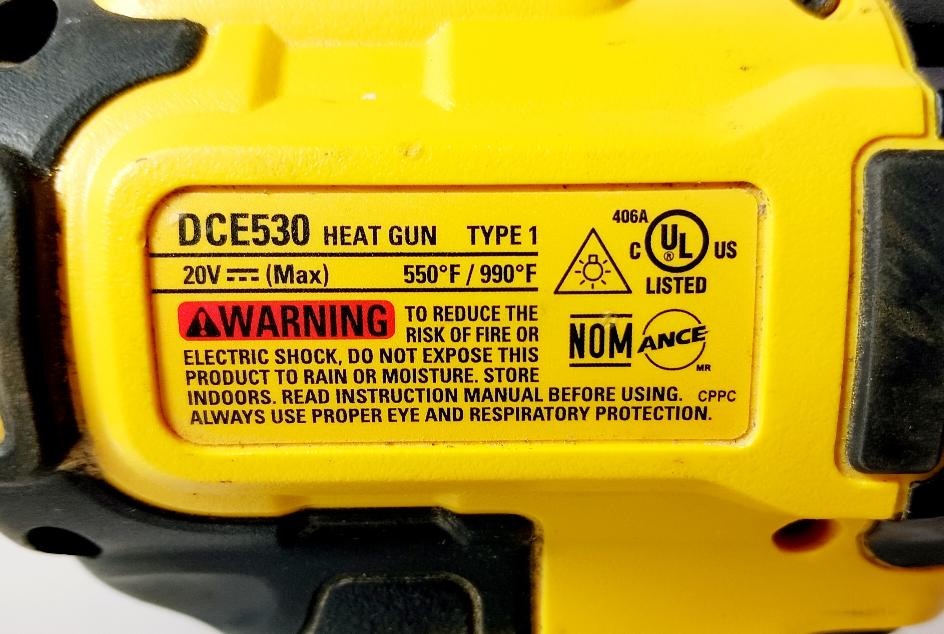 DCE530 HEAT GUN TYPE 1
20V ⎓ (Max) 550°F / 990°F
⚠WARNING TO REDUCE THE
RISK OF FIRE OR
ELECTRIC SHOCK, DO NOT EXPOSE THIS
PRODUCT TO RAIN OR MOISTURE. STORE
INDOORS. READ INSTRUCTION MANUAL BEFORE USING. CPPC
ALWAYS USE PROPER EYE AND RESPIRATORY PROTECTION.
406A
C UL® US
LISTED
NOM ANCE
MR